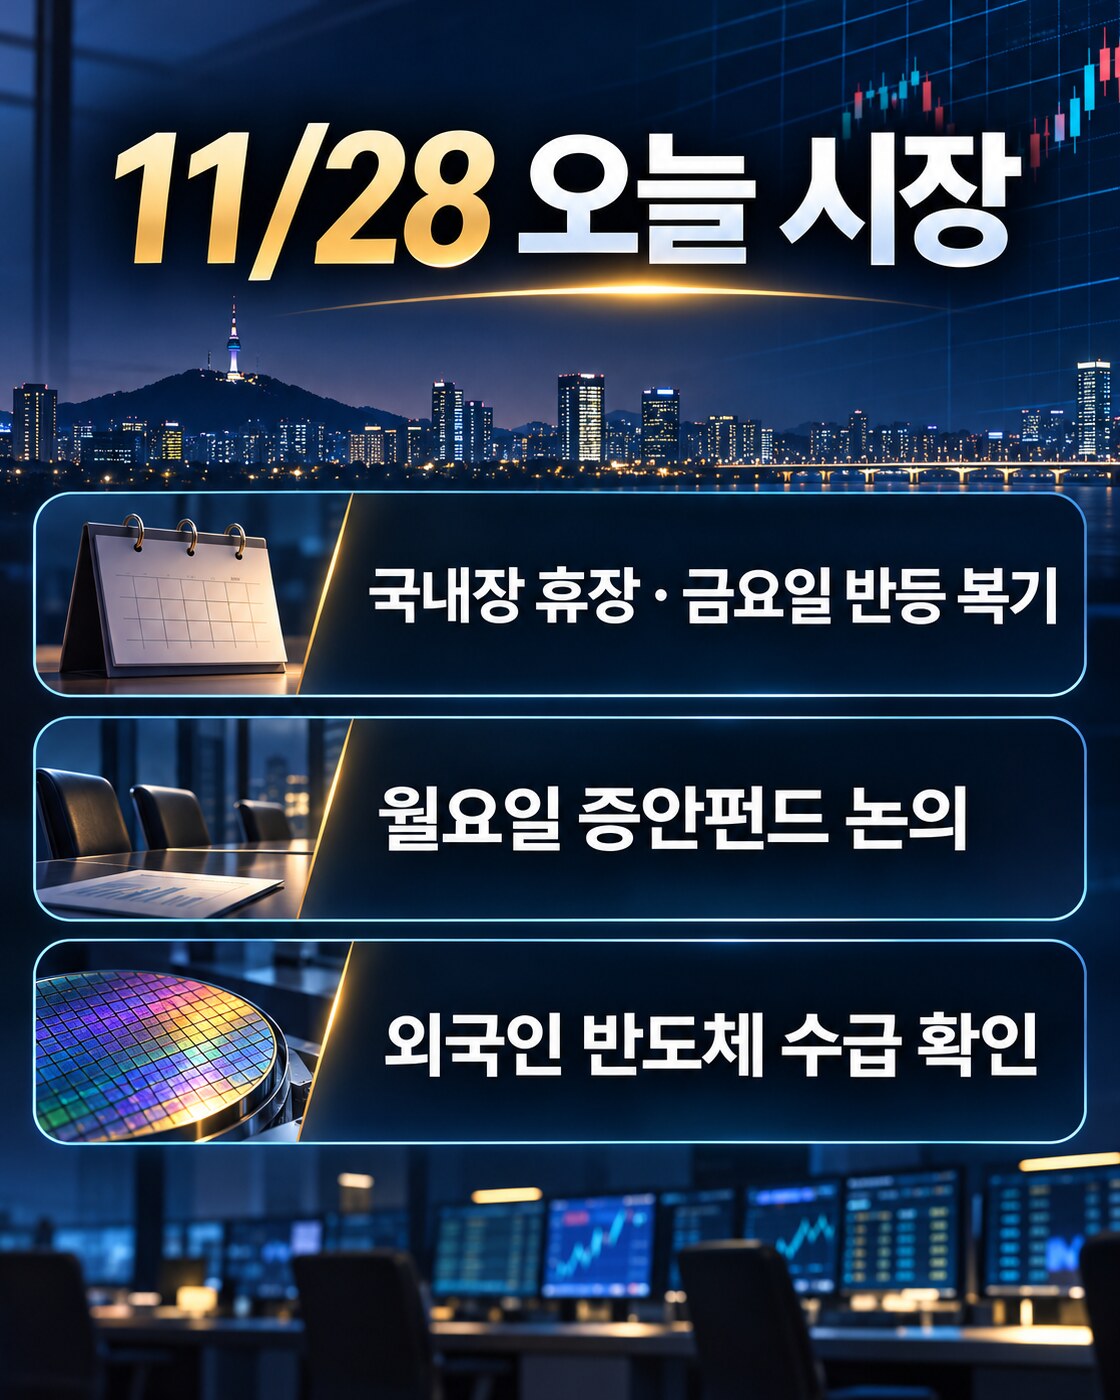 11/28 오늘 시장
국내장 휴장 · 금요일 반등 복기
월요일 증안펀드 논의
외국인 반도체 수급 확인